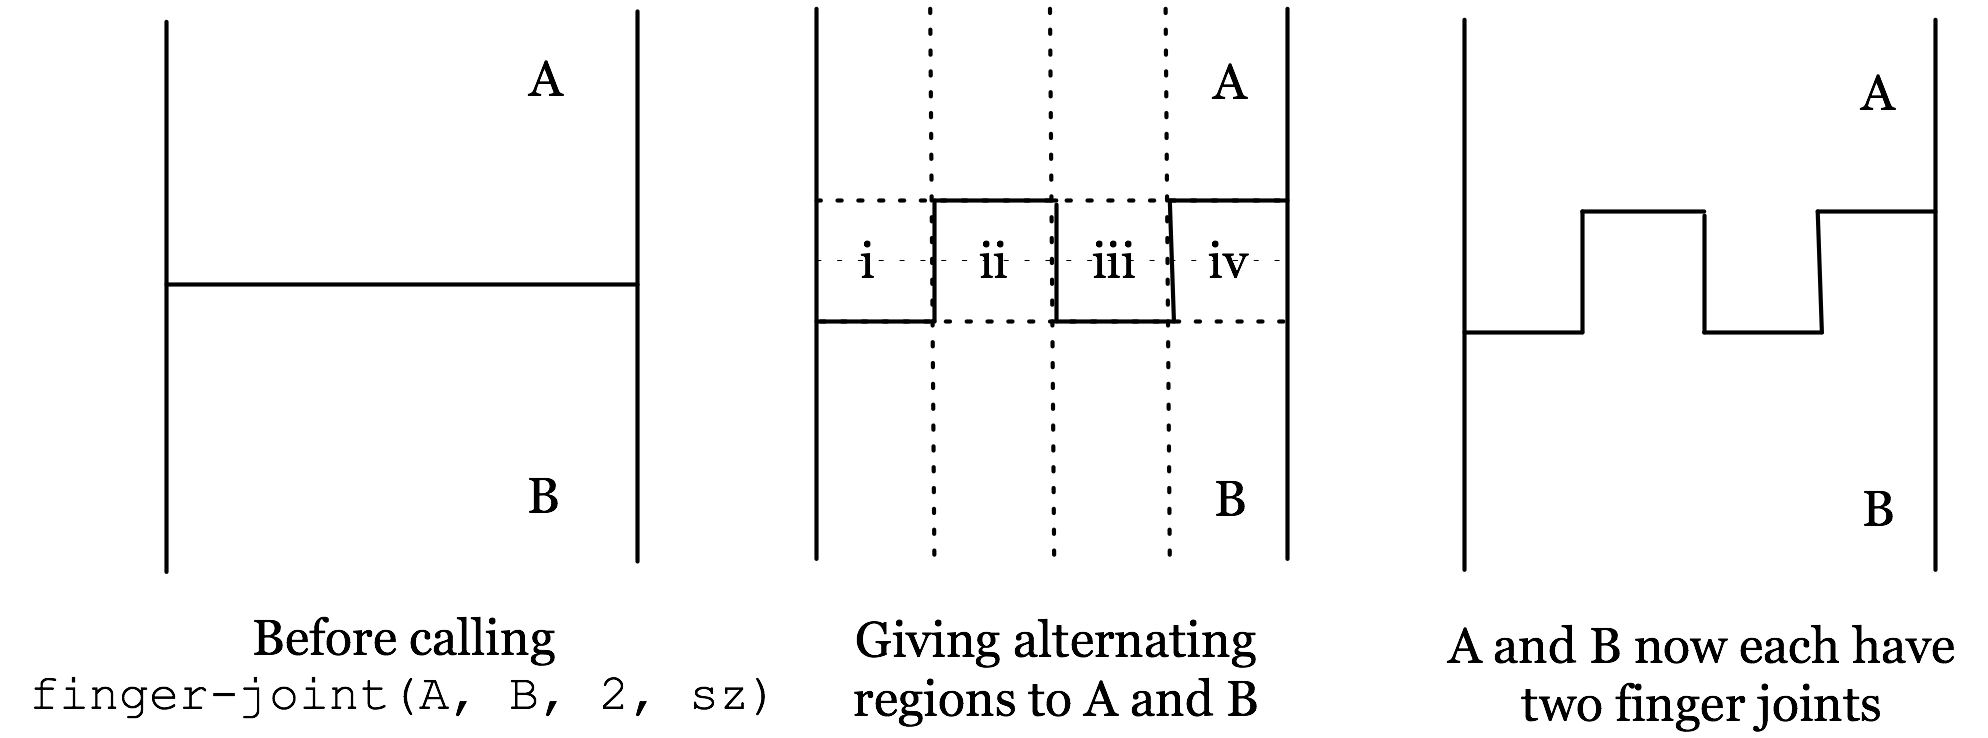 A
B
Before calling
finger-joint(A, B, 2, sz)
A
i ii iii iv
B
Giving alternating
regions to A and B
A
B
A and B now each have
two finger joints